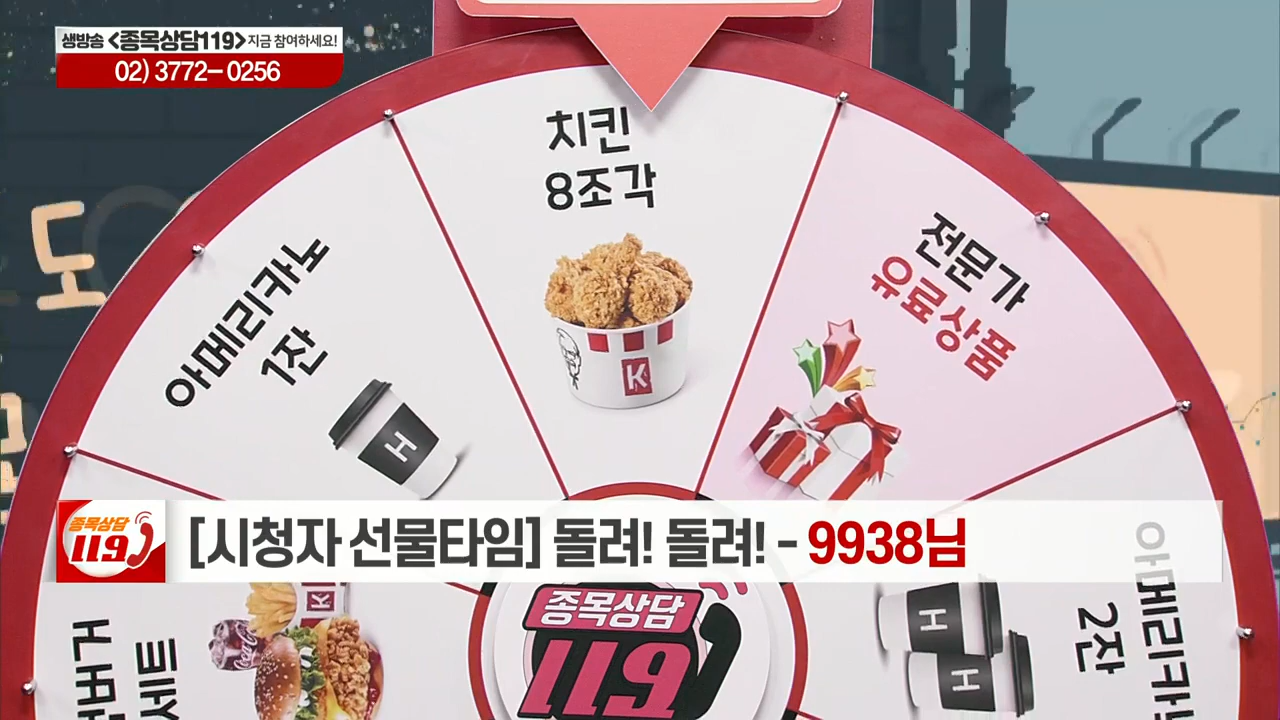 생방송 <종목상담119> 지금 참여하세요!
02) 3772-0256
치킨
8조각
전문가
유료상품
아메리카노
1잔
K
H
도
종목상담
119
[시청자 선물타임] 돌려! 돌려! - 9938님
종목상담
119
아메리카
2잔
H
H
K
Coca-Cola